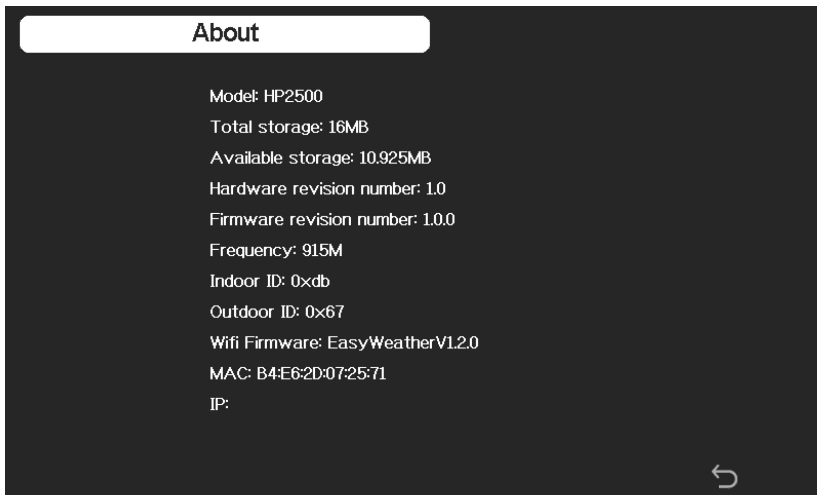 About
Model: HP2500
Total storage: 16MB
Available storage: 10.925MB
Hardware revision number: 1.0
Firmware revision number: 1.0.0
Frequency: 915M
Indoor ID: 0xdb
Outdoor ID: 0x67
Wifi Firmware: EasyWeatherV1.2.0
MAC: B4:E6:2D:07:25:71
IP: